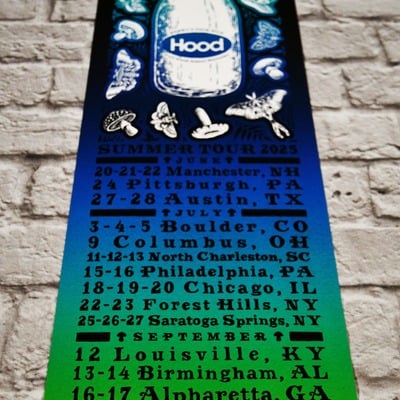 Hood
SUMMER TOUR 2025
JUNE
20-21-22 Manchester, NH
24 Pittsburgh, PA
27-28 Austin, TX
JULY
3-4-5 Boulder, CO
9 Columbus, OH
11-12-13 North Charleston, SC
15-16 Philadelphia, PA
18-19-20 Chicago, IL
22-23 Forest Hills, NY
25-26-27 Saratoga Springs, NY
SEPTEMBER
12 Louisville, KY
13-14 Birmingham, AL
16-17 Alpharetta, GA